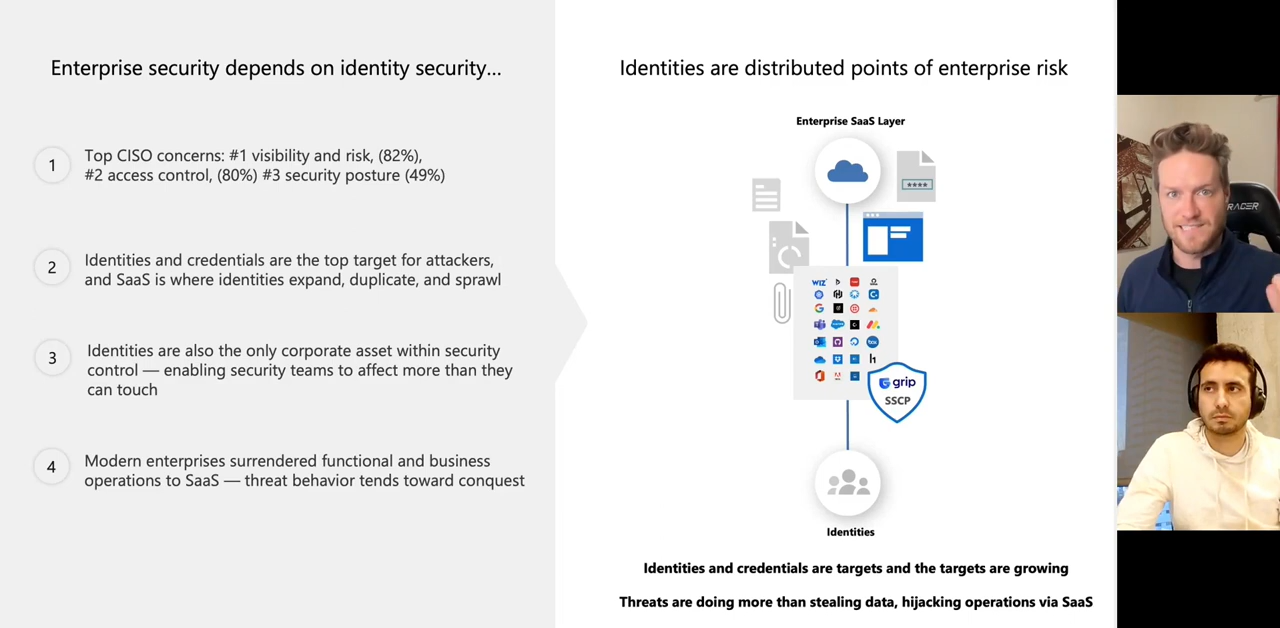 Enterprise security depends on identity security...
1
Top CISO concerns: #1 visibility and risk, (82%),
#2 access control, (80%) #3 security posture (49%)
2
Identities and credentials are the top target for attackers,
and SaaS is where identities expand, duplicate, and sprawl
3
Identities are also the only corporate asset within security
control — enabling security teams to affect more than they
can touch
4
Modern enterprises surrendered functional and business
operations to SaaS — threat behavior tends toward conquest
Identities are distributed points of enterprise risk
Enterprise SaaS Layer
****
WIZ
grip
SSCP
Identities
Identities and credentials are targets and the targets are growing
Threats are doing more than stealing data, hijacking operations via SaaS
RACER